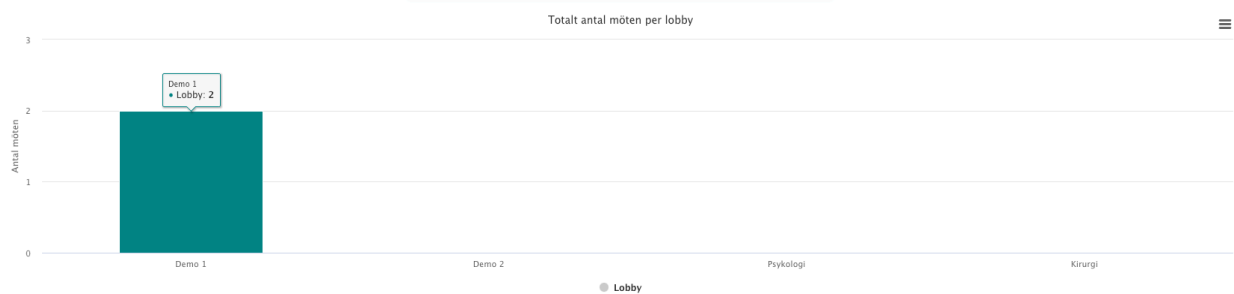 Totalt antal möten per lobby
Antal möten
3
2
1
0
Demo 1
● Lobby: 2
Demo 1
Demo 2
Psykologi
Kirurgi
Lobby